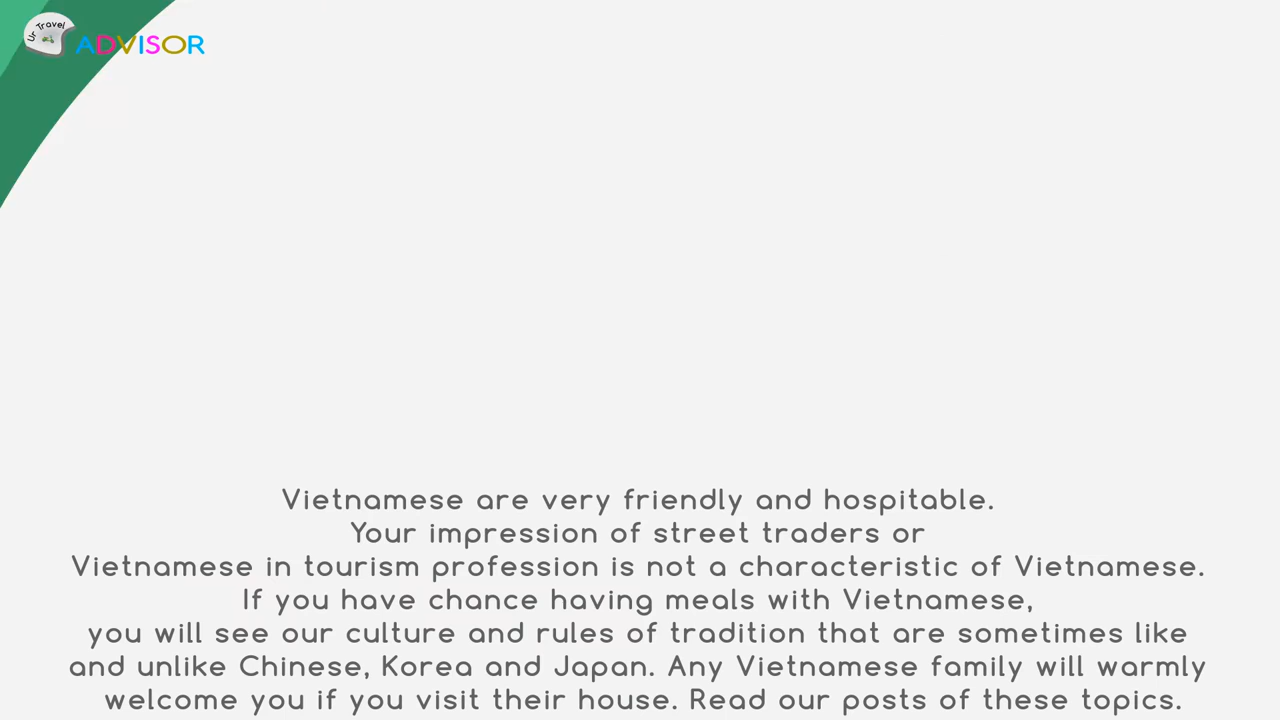 Ur Travel
ADVISOR
Vietnamese are very friendly and hospitable.
Your impression of street traders or
Vietnamese in tourism profession is not a characteristic of Vietnamese.
If you have chance having meals with Vietnamese,
you will see our culture and rules of tradition that are sometimes like
and unlike Chinese, Korea and Japan. Any Vietnamese family will warmly
welcome you if you visit their house. Read our posts of these topics.